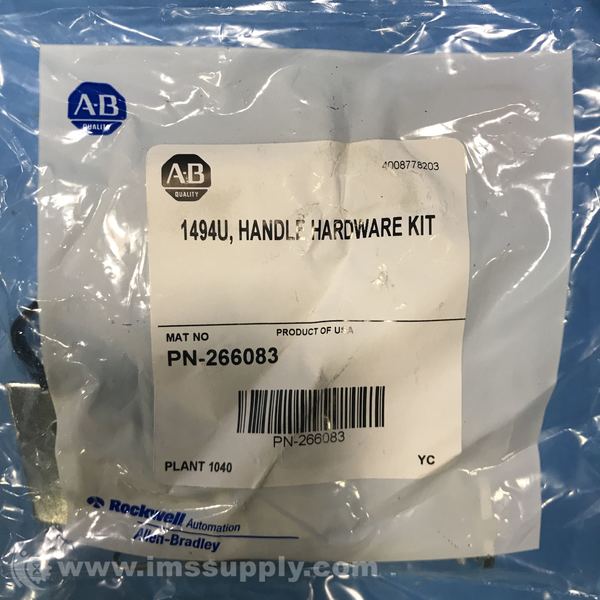 A-B
QUALITY
A-B
QUALITY
4008778203
1494U, HANDLE HARDWARE KIT
PRODUCT OF USA
MAT NO
PN-266083
PN-266083
PLANT 1040
YC
Rockwell Automation
Allen-Bradley
www.imssupply.com